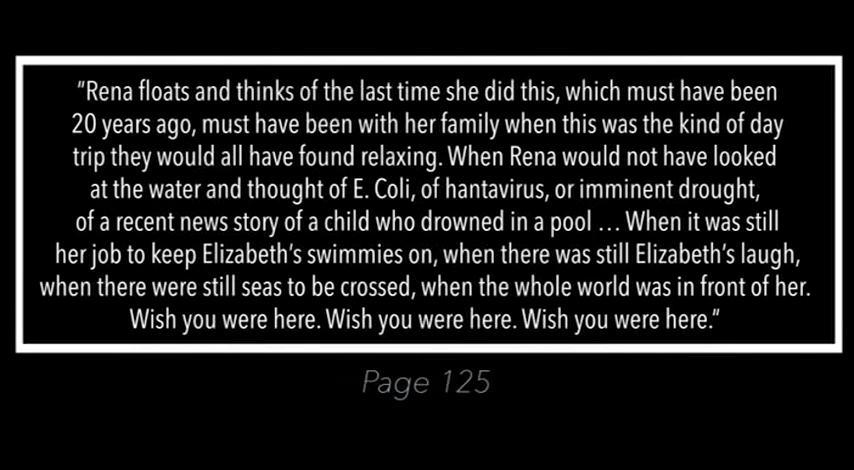 “Rena floats and thinks of the last time she did this, which must have been
20 years ago, must have been with her family when this was the kind of day
trip they would all have found relaxing. When Rena would not have looked
at the water and thought of E. Coli, of hantavirus, or imminent drought,
of a recent news story of a child who drowned in a pool … When it was still
her job to keep Elizabeth’s swimmies on, when there was still Elizabeth’s laugh,
when there were still seas to be crossed, when the whole world was in front of her.
Wish you were here. Wish you were here. Wish you were here.”
Page 125